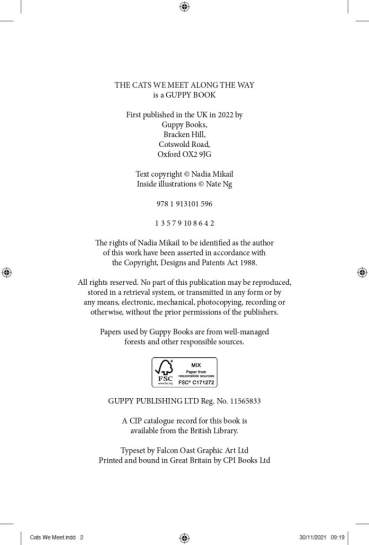 THE CATS WE MEET ALONG THE WAY
is a GUPPY BOOK
First published in the UK in 2022 by
Guppy Books,
Bracken Hill,
Cotswold Road,
Oxford OX2 9JG
Text copyright © Nadia Mikail
Inside illustrations © Nate Ng
978 1 913101 596
1 3 5 7 9 10 8 6 4 2
The rights of Nadia Mikail to be identified as the author
of this work have been asserted in accordance with
the Copyright, Designs and Patents Act 1988.
All rights reserved. No part of this publication may be reproduced,
stored in a retrieval system, or transmitted in any form or by
any means, electronic, mechanical, photocopying, recording or
otherwise, without the prior permissions of the publishers.
Papers used by Guppy Books are from well-managed
forests and other responsible sources.
MIX
Paper from
responsible sources
FSC
FSC® C171272
GUPPY PUBLISHING LTD Reg. No. 11565833
A CIP catalogue record for this book is
available from the British Library.
Typeset by Falcon Oast Graphic Art Ltd
Printed and bound in Great Britain by CPI Books Ltd
Cats We Meet.indd 2
30/11/2021 09:19